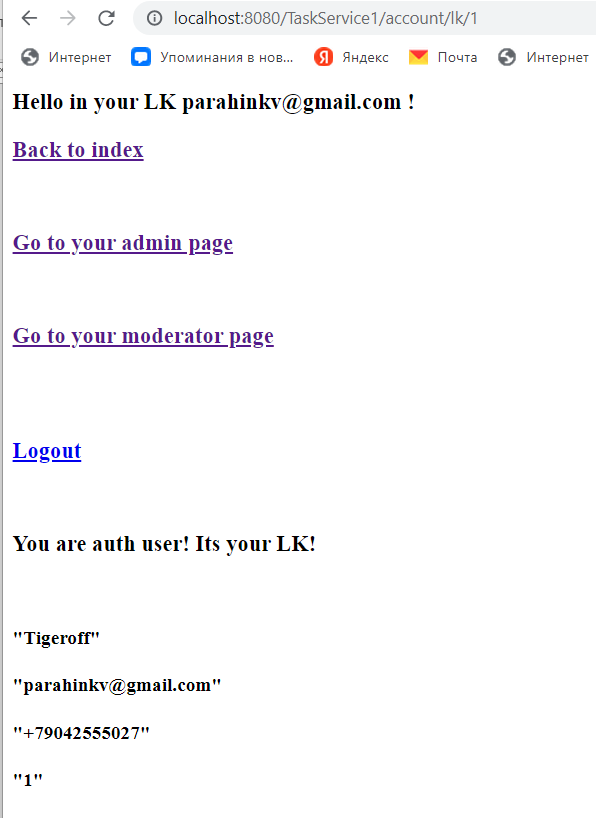 localhost:8080/TaskService1/account/lk/1
Интернет Упоминания в нов... Яндекс Почта Интернет
Hello in your LK parahinkv@gmail.com !
Back to index
Go to your admin page
Go to your moderator page
Logout
You are auth user! Its your LK!
"Tigeroff"
"parahinkv@gmail.com"
"+79042555027"
"1"